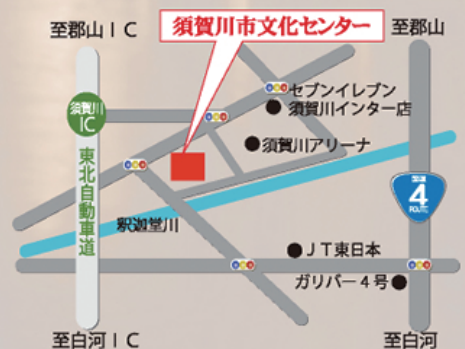 至郡山ＩＣ
須賀川市文化センター
至郡山
セブンイレブン
須賀川インター店
須賀川
IC
須賀川アリーナ
東北自動車道
国道
4
ROUTE
釈迦堂川
ＪＴ東日本
ガリバー４号
至白河ＩＣ
至白河